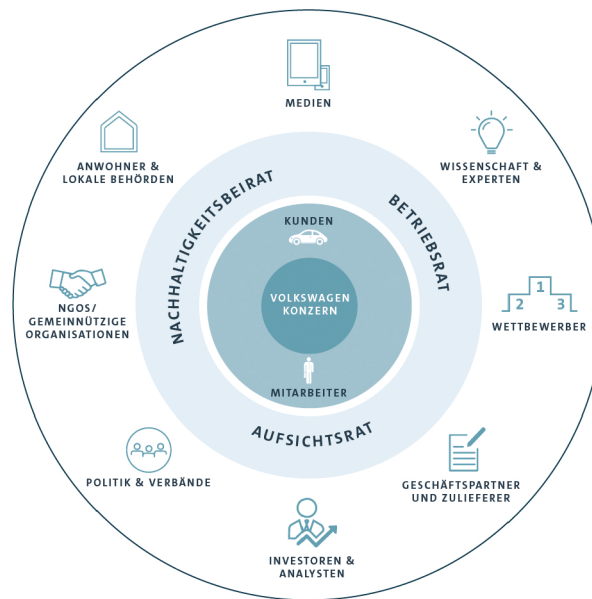 MEDIEN
ANWOHNER &
LOKALE BEHÖRDEN
WISSENSCHAFT &
EXPERTEN
NACHHALTIGKEITSBEIRAT
BETRIEBSRAT
KUNDEN
VOLKSWAGEN
KONZERN
NGOS/
GEMEINNÜTZIGE
ORGANISATIONEN
1
2 3
WETTBEWERBER
MITARBEITER
AUFSICHTSRAT
POLITIK & VERBÄNDE
GESCHÄFTSPARTNER
UND ZULIEFERER
INVESTOREN &
ANALYSTEN